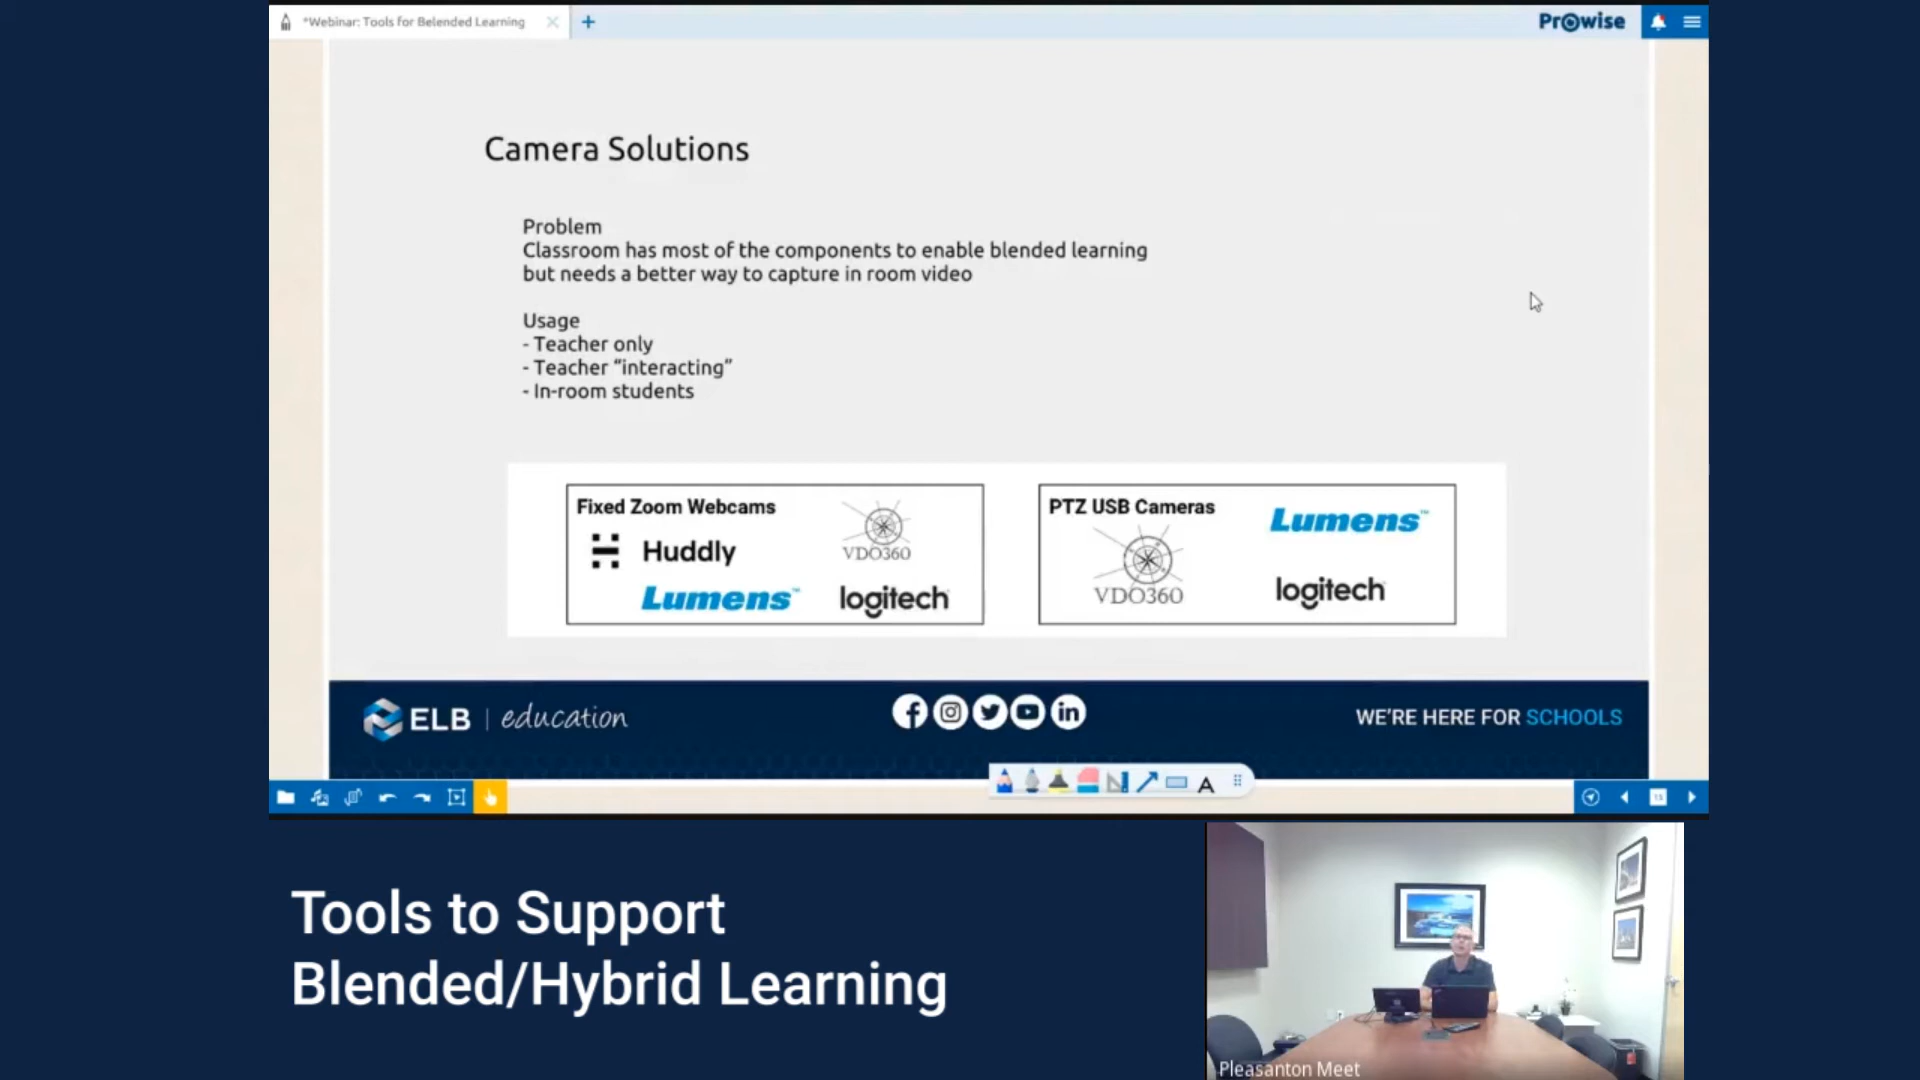 *Webinar: Tools for Belended Learning
Prowise
Camera Solutions
Problem
Classroom has most of the components to enable blended learning
but needs a better way to capture in room video
Usage
- Teacher only
- Teacher “interacting”
- In-room students
Fixed Zoom Webcams
Huddly
VDO360
Lumens™
logitech
PTZ USB Cameras
Lumens™
VDO360
logitech
ELB | education
WE'RE HERE FOR SCHOOLS
A
Tools to Support
Blended/Hybrid Learning
Pleasanton Meet